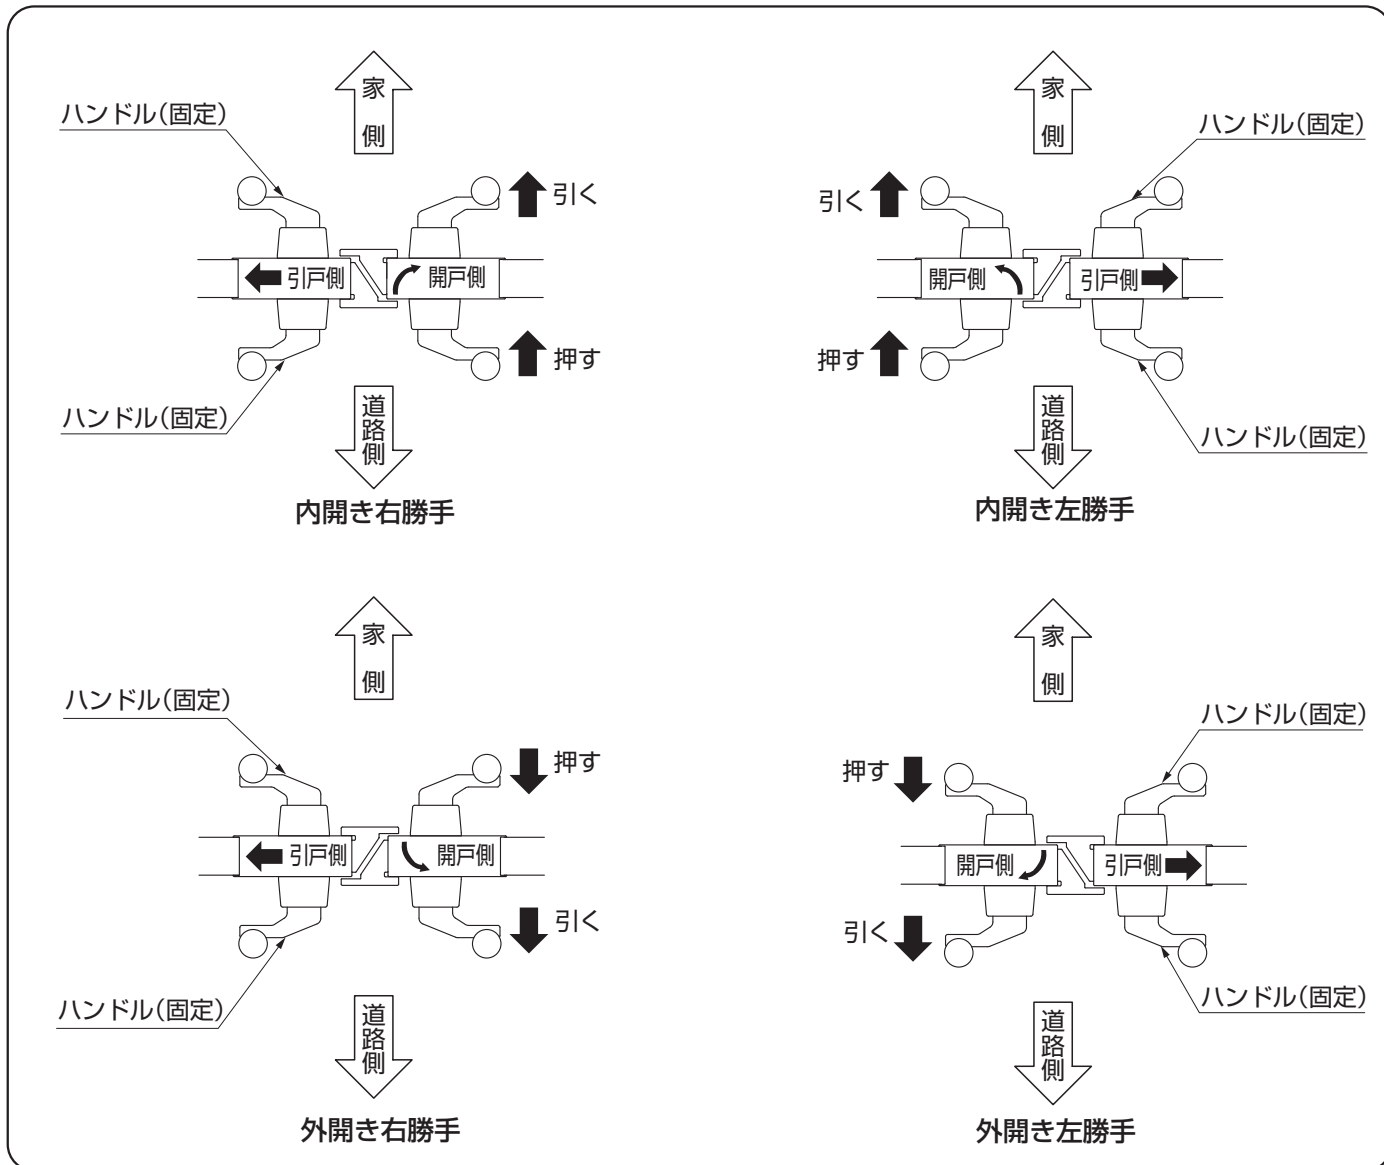 家側
ハンドル(固定)
引く
引戸側
開戸側
押す
ハンドル(固定)
道路側
内開き右勝手
家側
ハンドル(固定)
引く
開戸側
引戸側
押す
ハンドル(固定)
道路側
内開き左勝手
家側
ハンドル(固定)
押す
引戸側
開戸側
引く
ハンドル(固定)
道路側
外開き右勝手
家側
ハンドル(固定)
押す
開戸側
引戸側
引く
ハンドル(固定)
道路側
外開き左勝手